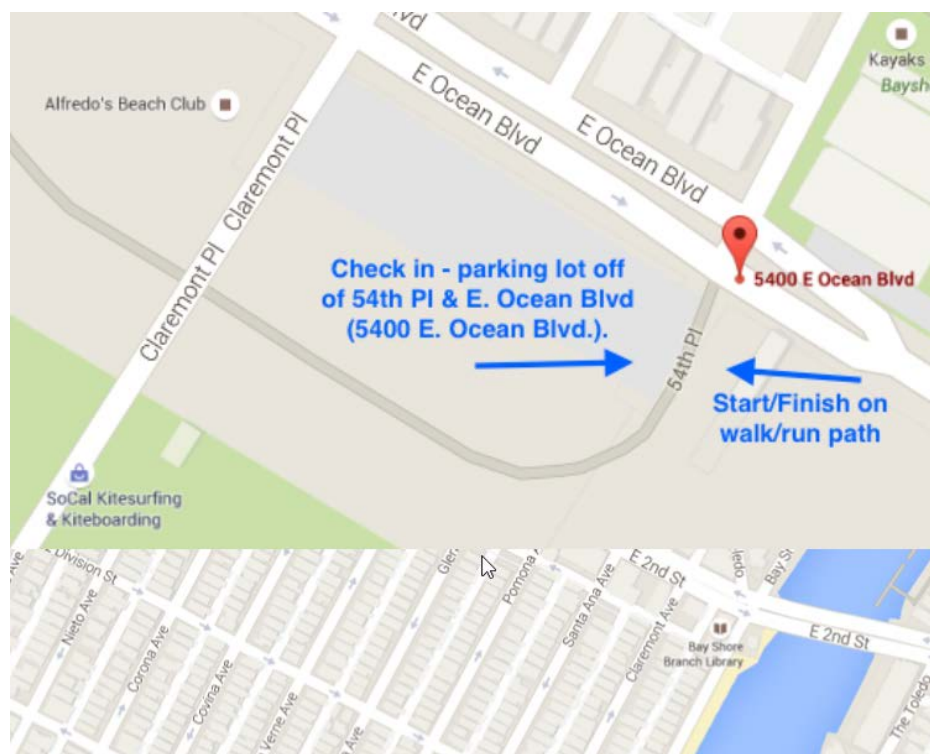 Blvd
Kayaks
Baysh
Alfredo's Beach Club
E Ocean Blvd
E Ocean Blvd
Claremont Pl
Claremont Pl
Check in - parking lot off
of 54th Pl & E. Ocean Blvd
(5400 E. Ocean Blvd.).
5400 E Ocean Blvd
54th Pl
Start/Finish on
walk/run path
SoCal Kitesurfing
& Kiteboarding
E Division St
Nieto Ave
Corona Ave
Covina Ave
Verne Ave
Pomona A
Santa Ana Ave
Claremont Ave
E 2nd St
Toledo
Bay St
E 2nd St
Bay Shore
Branch Library
The Toledo